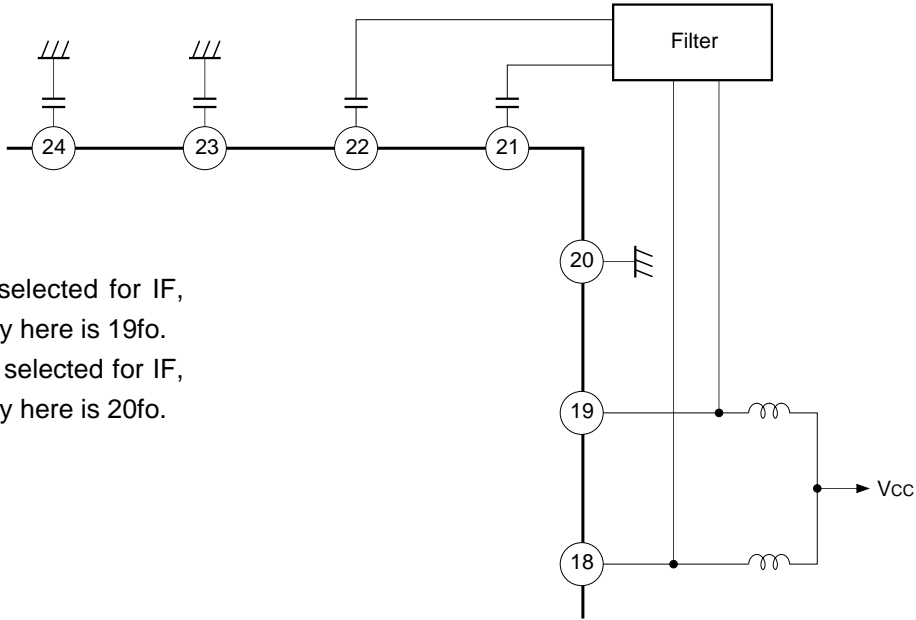 Filter
24
23
22
21
20
selected for IF,
y here is 19fo.
selected for IF,
y here is 20fo.
19
Vcc
18